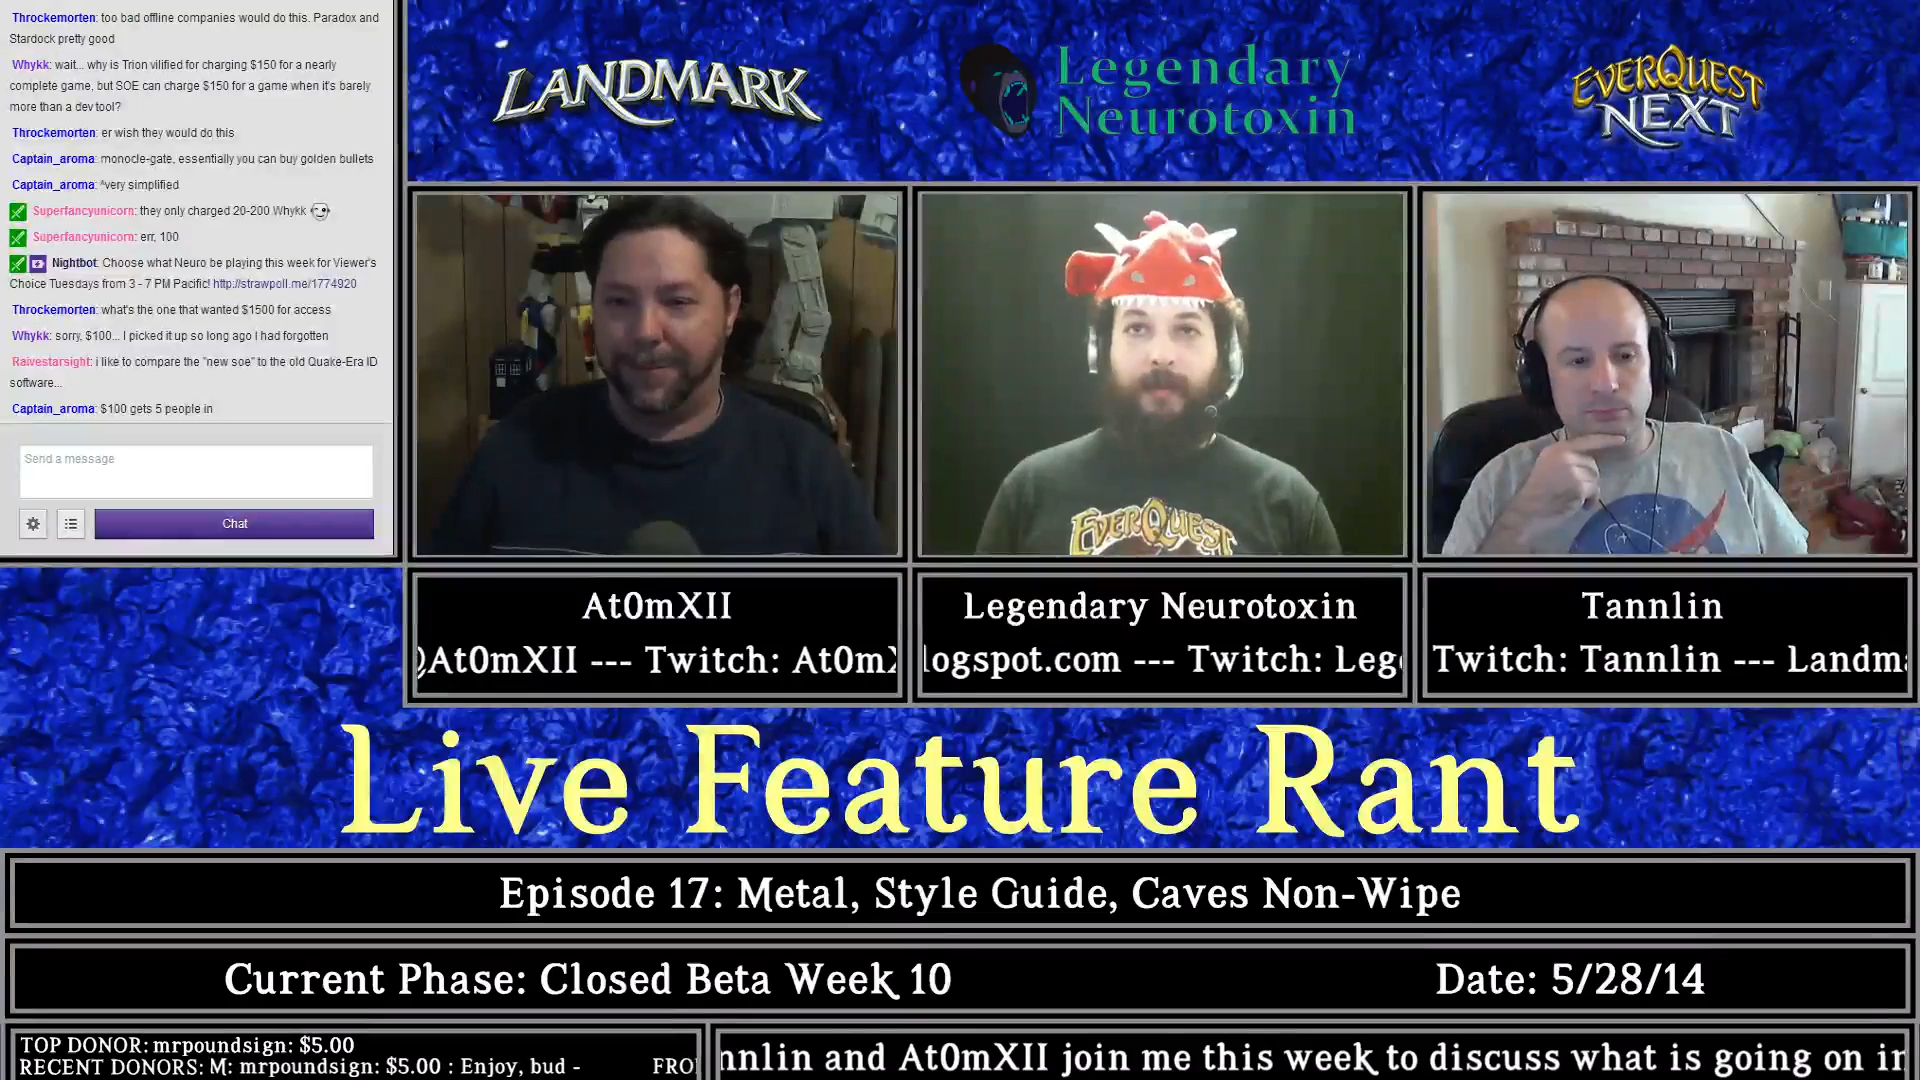 Throckemorten: too bad offline companies would do this. Paradox and
Stardock pretty good
Whykk: wait... why is Trion vilified for charging $150 for a nearly
complete game, but SOE can charge $150 for a game when it's barely
more than a dev tool?
Throckemorten: er wish they would do this
Captain_aroma: monocle-gate, essentially you can buy golden bullets
Captain_aroma: ^very simplified
Superfancyunicorn: they only charged 20-200 Whykk
Superfancyunicorn: err, 100
Nightbot: Choose what Neuro be playing this week for Viewer's
Choice Tuesdays from 3 - 7 PM Pacific! http://strawpoll.me/1774920
Throckemorten: what's the one that wanted $1500 for access
Whykk: sorry, $100... I picked it up so long ago I had forgotten
Raivestarsight: i like to compare the "new soe" to the old Quake-Era ID
software...
Captain_aroma: $100 gets 5 people in
Send a message
Chat
LANDMARK
Legendary
Neurotoxin
EVERQUEST
NEXT
EVERQUEST
At0mXII
@At0mXII --- Twitch: At0mX
Legendary Neurotoxin
logspot.com --- Twitch: Leg
Tannlin
Twitch: Tannlin --- Landm
Live Feature Rant
Episode 17: Metal, Style Guide, Caves Non-Wipe
Current Phase: Closed Beta Week 10
Date: 5/28/14
TOP DONOR: mrpoundsign: $5.00
RECENT DONORS: M: mrpoundsign: $5.00 : Enjoy, bud - FRO
nnlin and At0mXII join me this week to discuss what is going on in